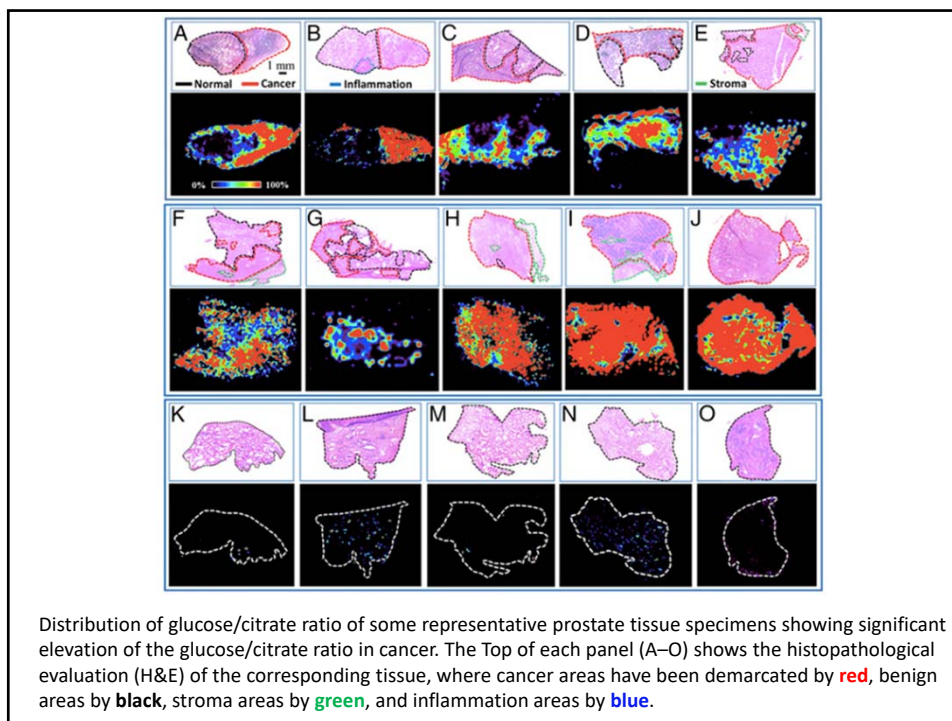 A B C D E
1 mm
Normal Cancer Inflammation Stroma
0% 100%
F G H I J
K L M N O
Distribution of glucose/citrate ratio of some representative prostate tissue specimens showing significant
elevation of the glucose/citrate ratio in cancer. The Top of each panel (A–O) shows the histopathological
evaluation (H&E) of the corresponding tissue, where cancer areas have been demarcated by red, benign
areas by black, stroma areas by green, and inflammation areas by blue.